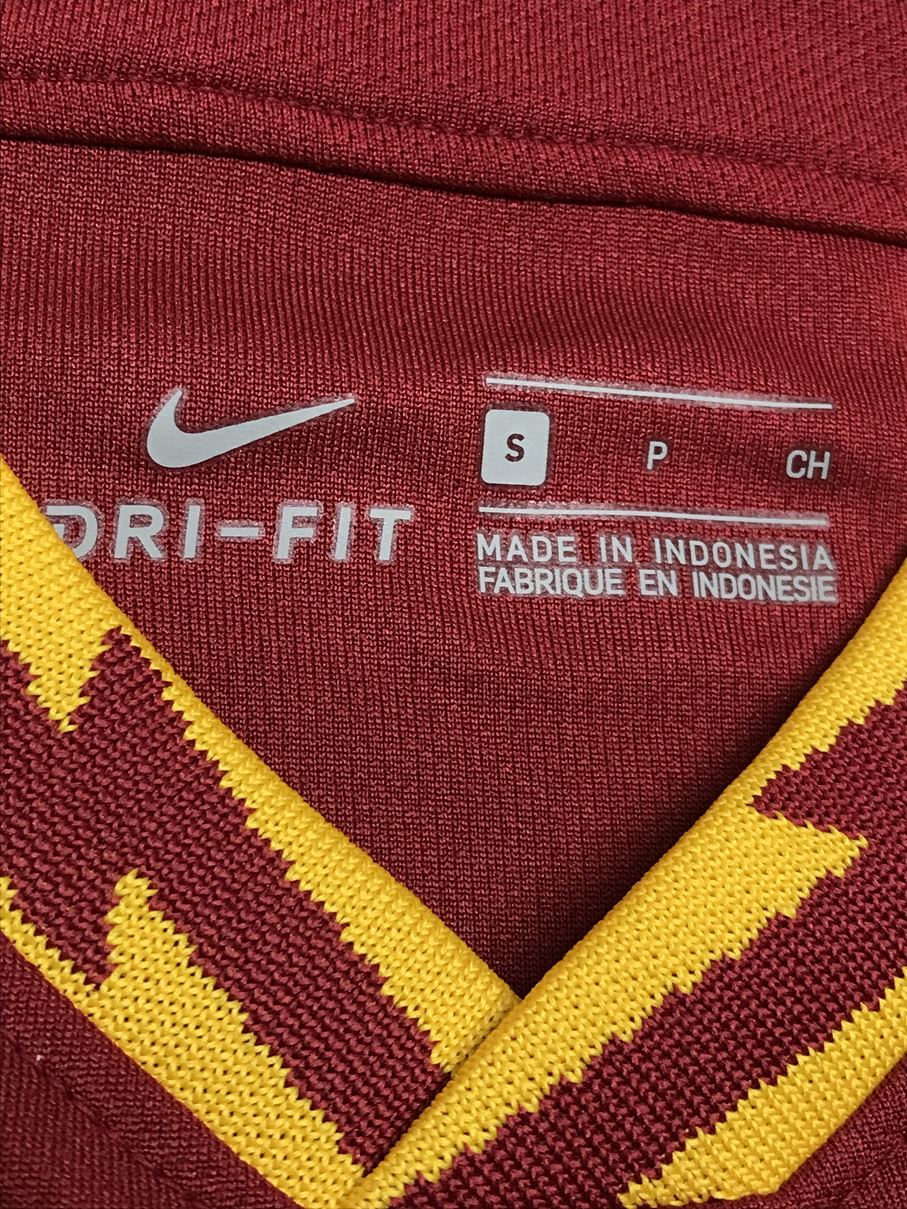 DRI-FIT
S P CH
MADE IN INDONESIA
FABRIQUE EN INDONESIE